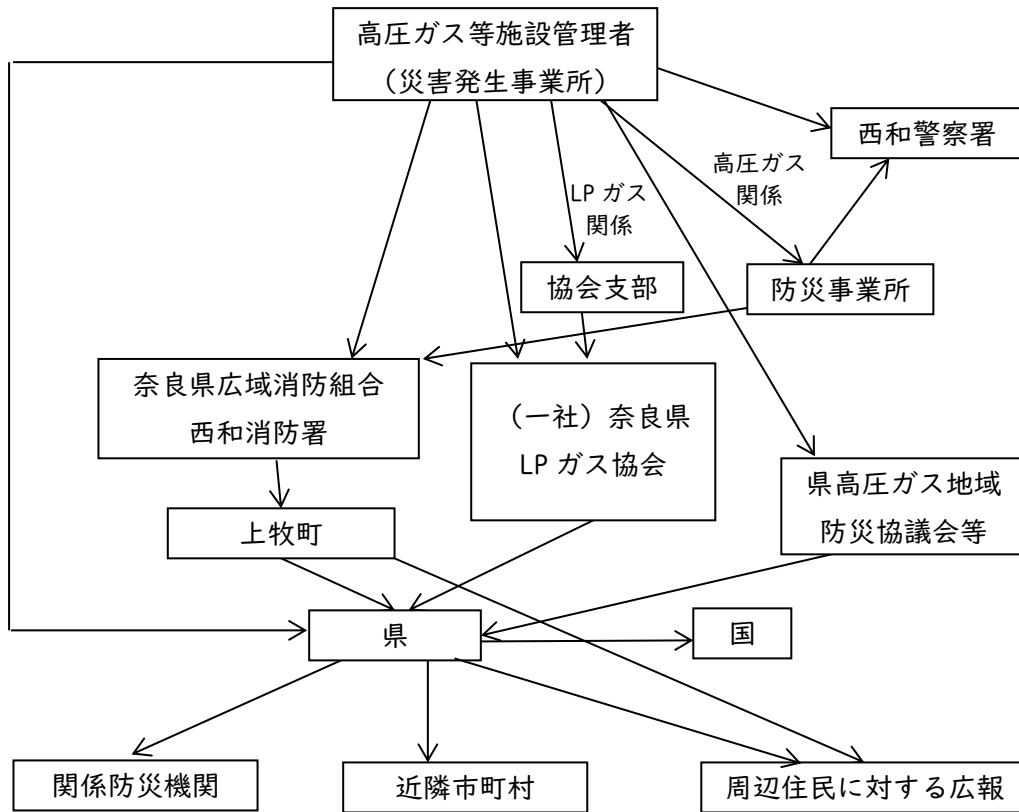 高圧ガス等施設管理者
（災害発生事業所）
西和警察署
高圧ガス
関係
LP ガス
関係
協会支部
防災事業所
奈良県広域消防組合
西和消防署
（一社）奈良県
LP ガス協会
県高圧ガス地域
防災協議会等
上牧町
県
国
関係防災機関
近隣市町村
周辺住民に対する広報